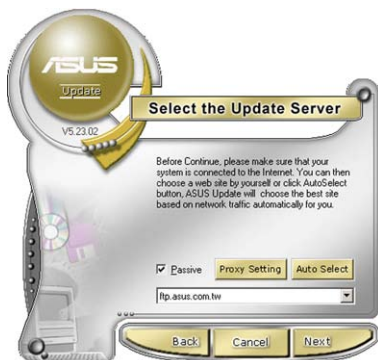 ASUS
Update
V5.23.02
Select the Update Server
Before Continue, please make sure that your
system is connected to the Internet. You can then
choose a web site by yourself or click AutoSelect
button, ASUS Update will choose the best site
based on network traffic automatically for you.
Passive
Proxy Setting
Auto Select
ftp.asus.com.tw
Back
Cancel
Next